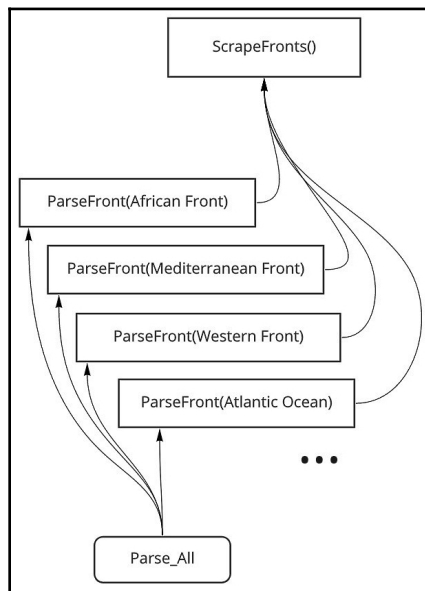 ScrapeFronts()
ParseFront(African Front)
ParseFront(Mediterranean Front)
ParseFront(Western Front)
ParseFront(Atlantic Ocean)
•••
Parse_All